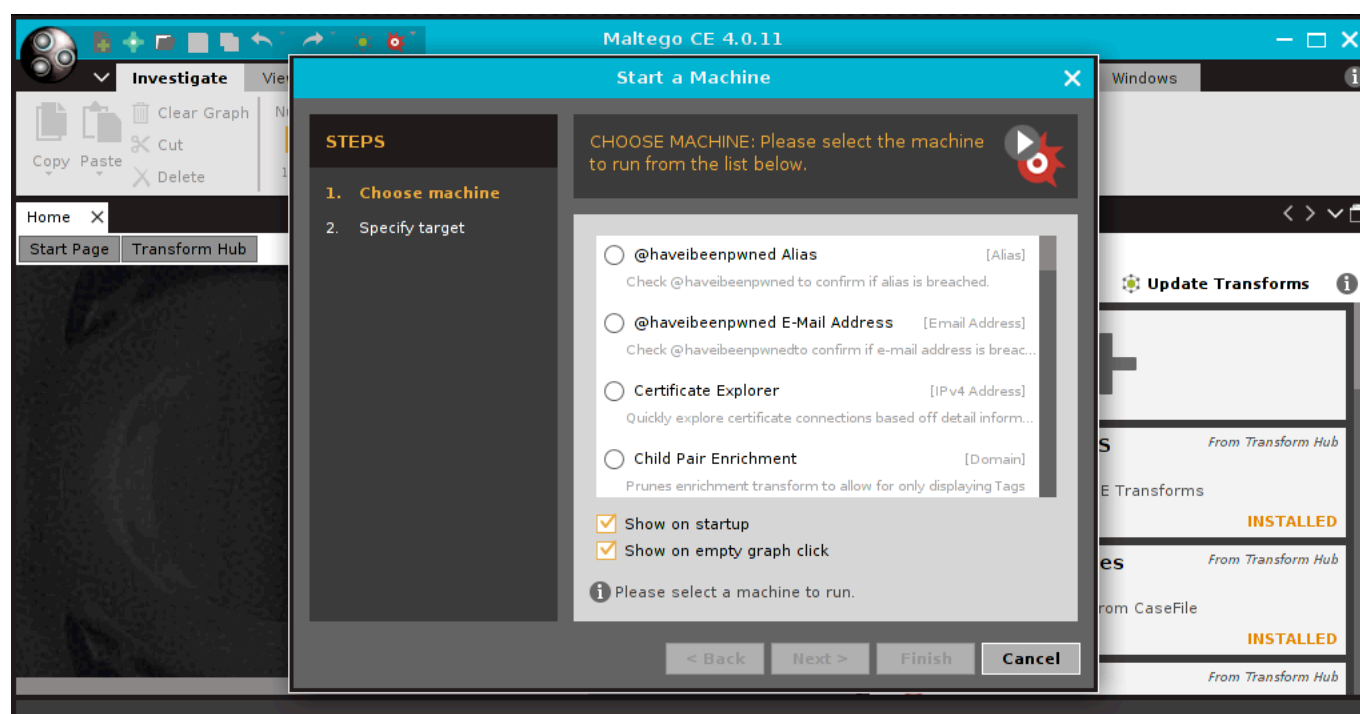 Maltego CE 4.0.11
Investigate
Vie
Windows
Copy
Paste
Clear Graph
Cut
Delete
Home
Start Page
Transform Hub
Start a Machine
STEPS
1. Choose machine
2. Specify target
CHOOSE MACHINE: Please select the machine
to run from the list below.
@haveibeenpwned Alias [Alias]
Check @haveibeenpwned to confirm if alias is breached.
@haveibeenpwned E-Mail Address [Email Address]
Check @haveibeenpwnedto confirm if e-mail address is breac...
Certificate Explorer [IPv4 Address]
Quickly explore certificate connections based off detail inform...
Child Pair Enrichment [Domain]
Prunes enrichment transform to allow for only displaying Tags
Show on startup
Show on empty graph click
Please select a machine to run.
< Back
Next >
Finish
Cancel
Update Transforms
S
From Transform Hub
E Transforms
INSTALLED
es
From Transform Hub
rom CaseFile
INSTALLED
From Transform Hub